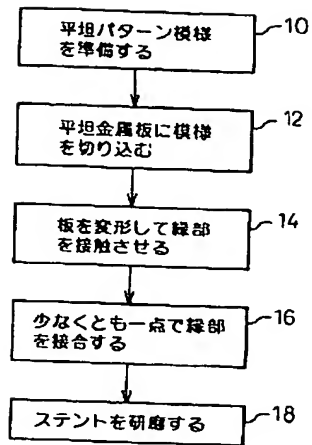 平坦パターン模様
を準備する
10
平坦金属板に模様
を切り込む
12
板を変形して縁部
を接触させる
14
少なくとも一点で縁部
を接合する
16
ステントを研磨する
18